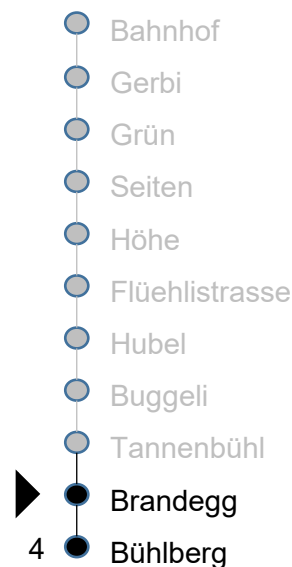 Bahnhof
Gerbi
Grün
Seiten
Höhe
Flüehlistrasse
Hubel
Buggeli
Tannenbühl
Brandegg
4 Bühlberg